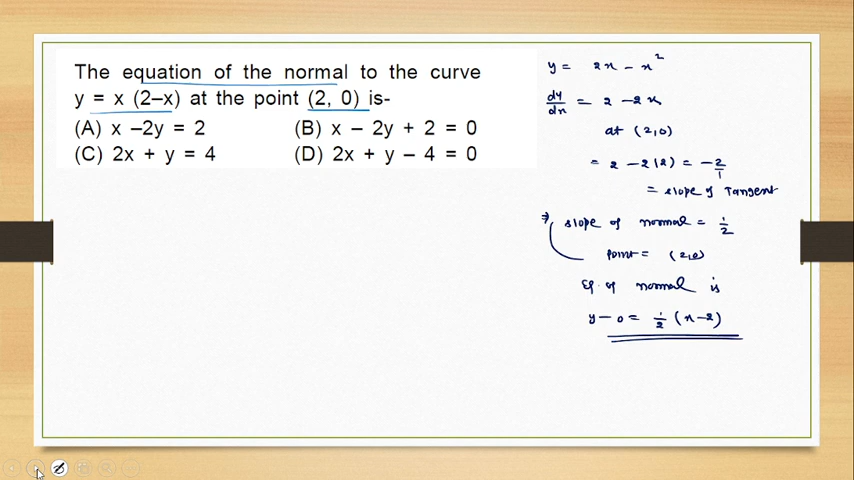 The equation of the normal to the curve
y = x (2–x) at the point (2, 0) is-
(A) x –2y = 2
(B) x – 2y + 2 = 0
(C) 2x + y = 4
(D) 2x + y – 4 = 0
y = 2x - x²
dy/dx = 2 - 2x
at (2,0)
= 2 - 2(2) = -2/1
= slope of Tangent
⇒ slope of normal = 1/2
point = (2,0)
Eq. of normal is
y - 0 = 1/2 (x-2)